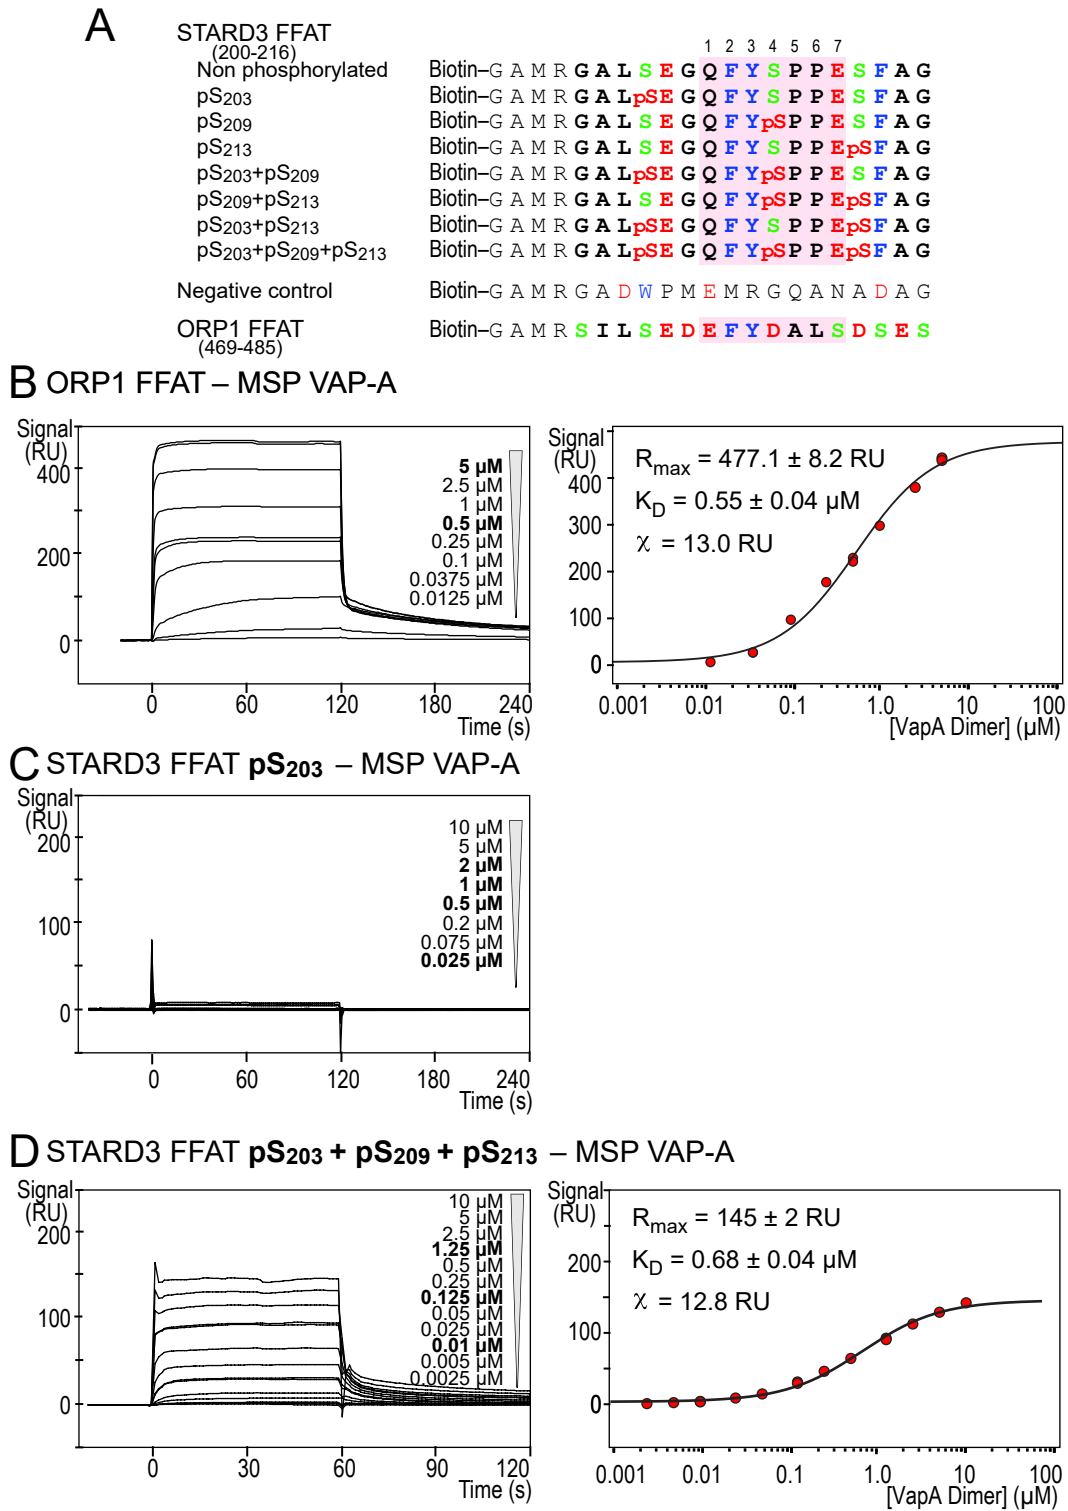 A
STARD3 FFAT
(200-216)
1 2 3 4 5 6 7
Non phosphorylated Biotin–G A M R G A L S E G Q F Y S P P E S F A G
pS203 Biotin–G A M R G A L pS E G Q F Y S P P E S F A G
pS209 Biotin–G A M R G A L S E G Q F Y pS P P E S F A G
pS213 Biotin–G A M R G A L S E G Q F Y S P P E pS F A G
pS203+pS209 Biotin–G A M R G A L pS E G Q F Y pS P P E S F A G
pS209+pS213 Biotin–G A M R G A L S E G Q F Y pS P P E pS F A G
pS203+pS213 Biotin–G A M R G A L pS E G Q F Y S P P E pS F A G
pS203+pS209+pS213 Biotin–G A M R G A L pS E G Q F Y pS P P E pS F A G
Negative control Biotin–G A M R G A D W P M E M R G Q A N A D A G
ORP1 FFAT Biotin–G A M R S I L S E D E F Y D A L S D S E S
(469-485)
B ORP1 FFAT – MSP VAP-A
Signal
(RU)
400
200
0
0 60 120 180 240
Time (s)
5 µM
2.5 µM
1 µM
0.5 µM
0.25 µM
0.1 µM
0.0375 µM
0.0125 µM
Signal
(RU)
400
300
200
100
0
0.001 0.01 0.1 1.0 10 100
[VapA Dimer] (µM)
Rmax = 477.1 ± 8.2 RU
KD = 0.55 ± 0.04 µM
χ = 13.0 RU
C STARD3 FFAT pS203 – MSP VAP-A
Signal
(RU)
200
100
0
0 60 120 180 240
Time (s)
10 µM
5 µM
2 µM
1 µM
0.5 µM
0.2 µM
0.075 µM
0.025 µM
D STARD3 FFAT pS203 + pS209 + pS213 – MSP VAP-A
Signal
(RU)
200
100
0
0 30 60 90 120
Time (s)
10 µM
5 µM
2.5 µM
1.25 µM
0.5 µM
0.25 µM
0.125 µM
0.05 µM
0.025 µM
0.01 µM
0.005 µM
0.0025 µM
Signal
(RU)
200
100
0
0.001 0.01 0.1 1.0 10 100
[VapA Dimer] (µM)
Rmax = 145 ± 2 RU
KD = 0.68 ± 0.04 µM
χ = 12.8 RU